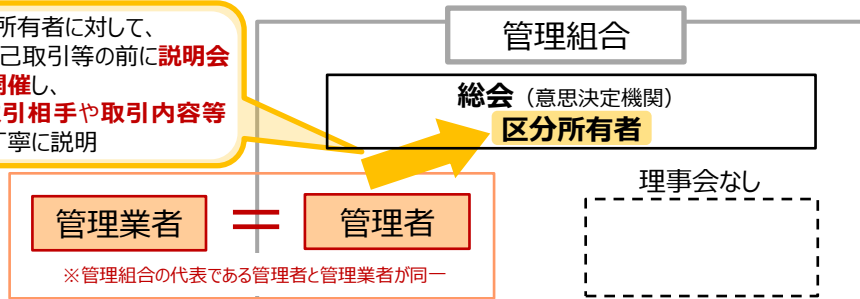 所有者に対して、
己取引等の前に説明会
開催し、
引相手や取引内容等
丁寧に説明
管理組合
総会（意思決定機関）
区分所有者
理事会なし
管理業者 = 管理者
※管理組合の代表である管理者と管理業者が同一